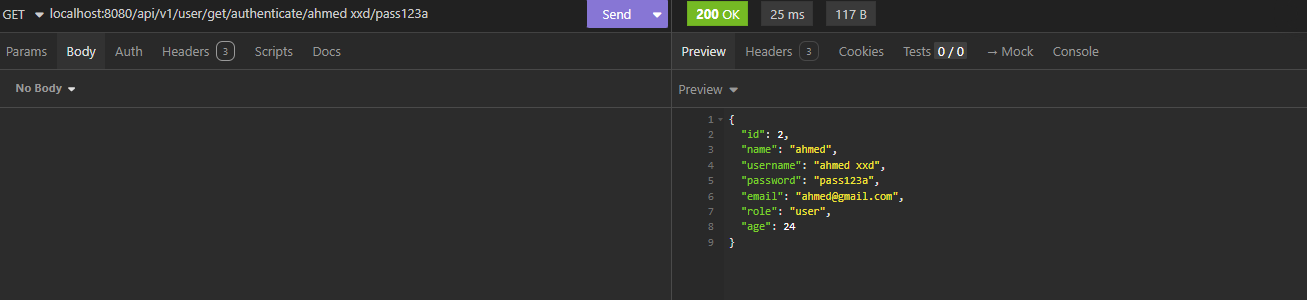 GET localhost:8080/api/v1/user/get/authenticate/ahmed xxd/pass123a Send
200 OK 25 ms 117 B
Params Body Auth Headers 3 Scripts Docs
Preview Headers 3 Cookies Tests 0 / 0 → Mock Console
No Body
Preview
1 {
2 "id": 2,
3 "name": "ahmed",
4 "username": "ahmed xxd",
5 "password": "pass123a",
6 "email": "ahmed@gmail.com",
7 "role": "user",
8 "age": 24
9 }